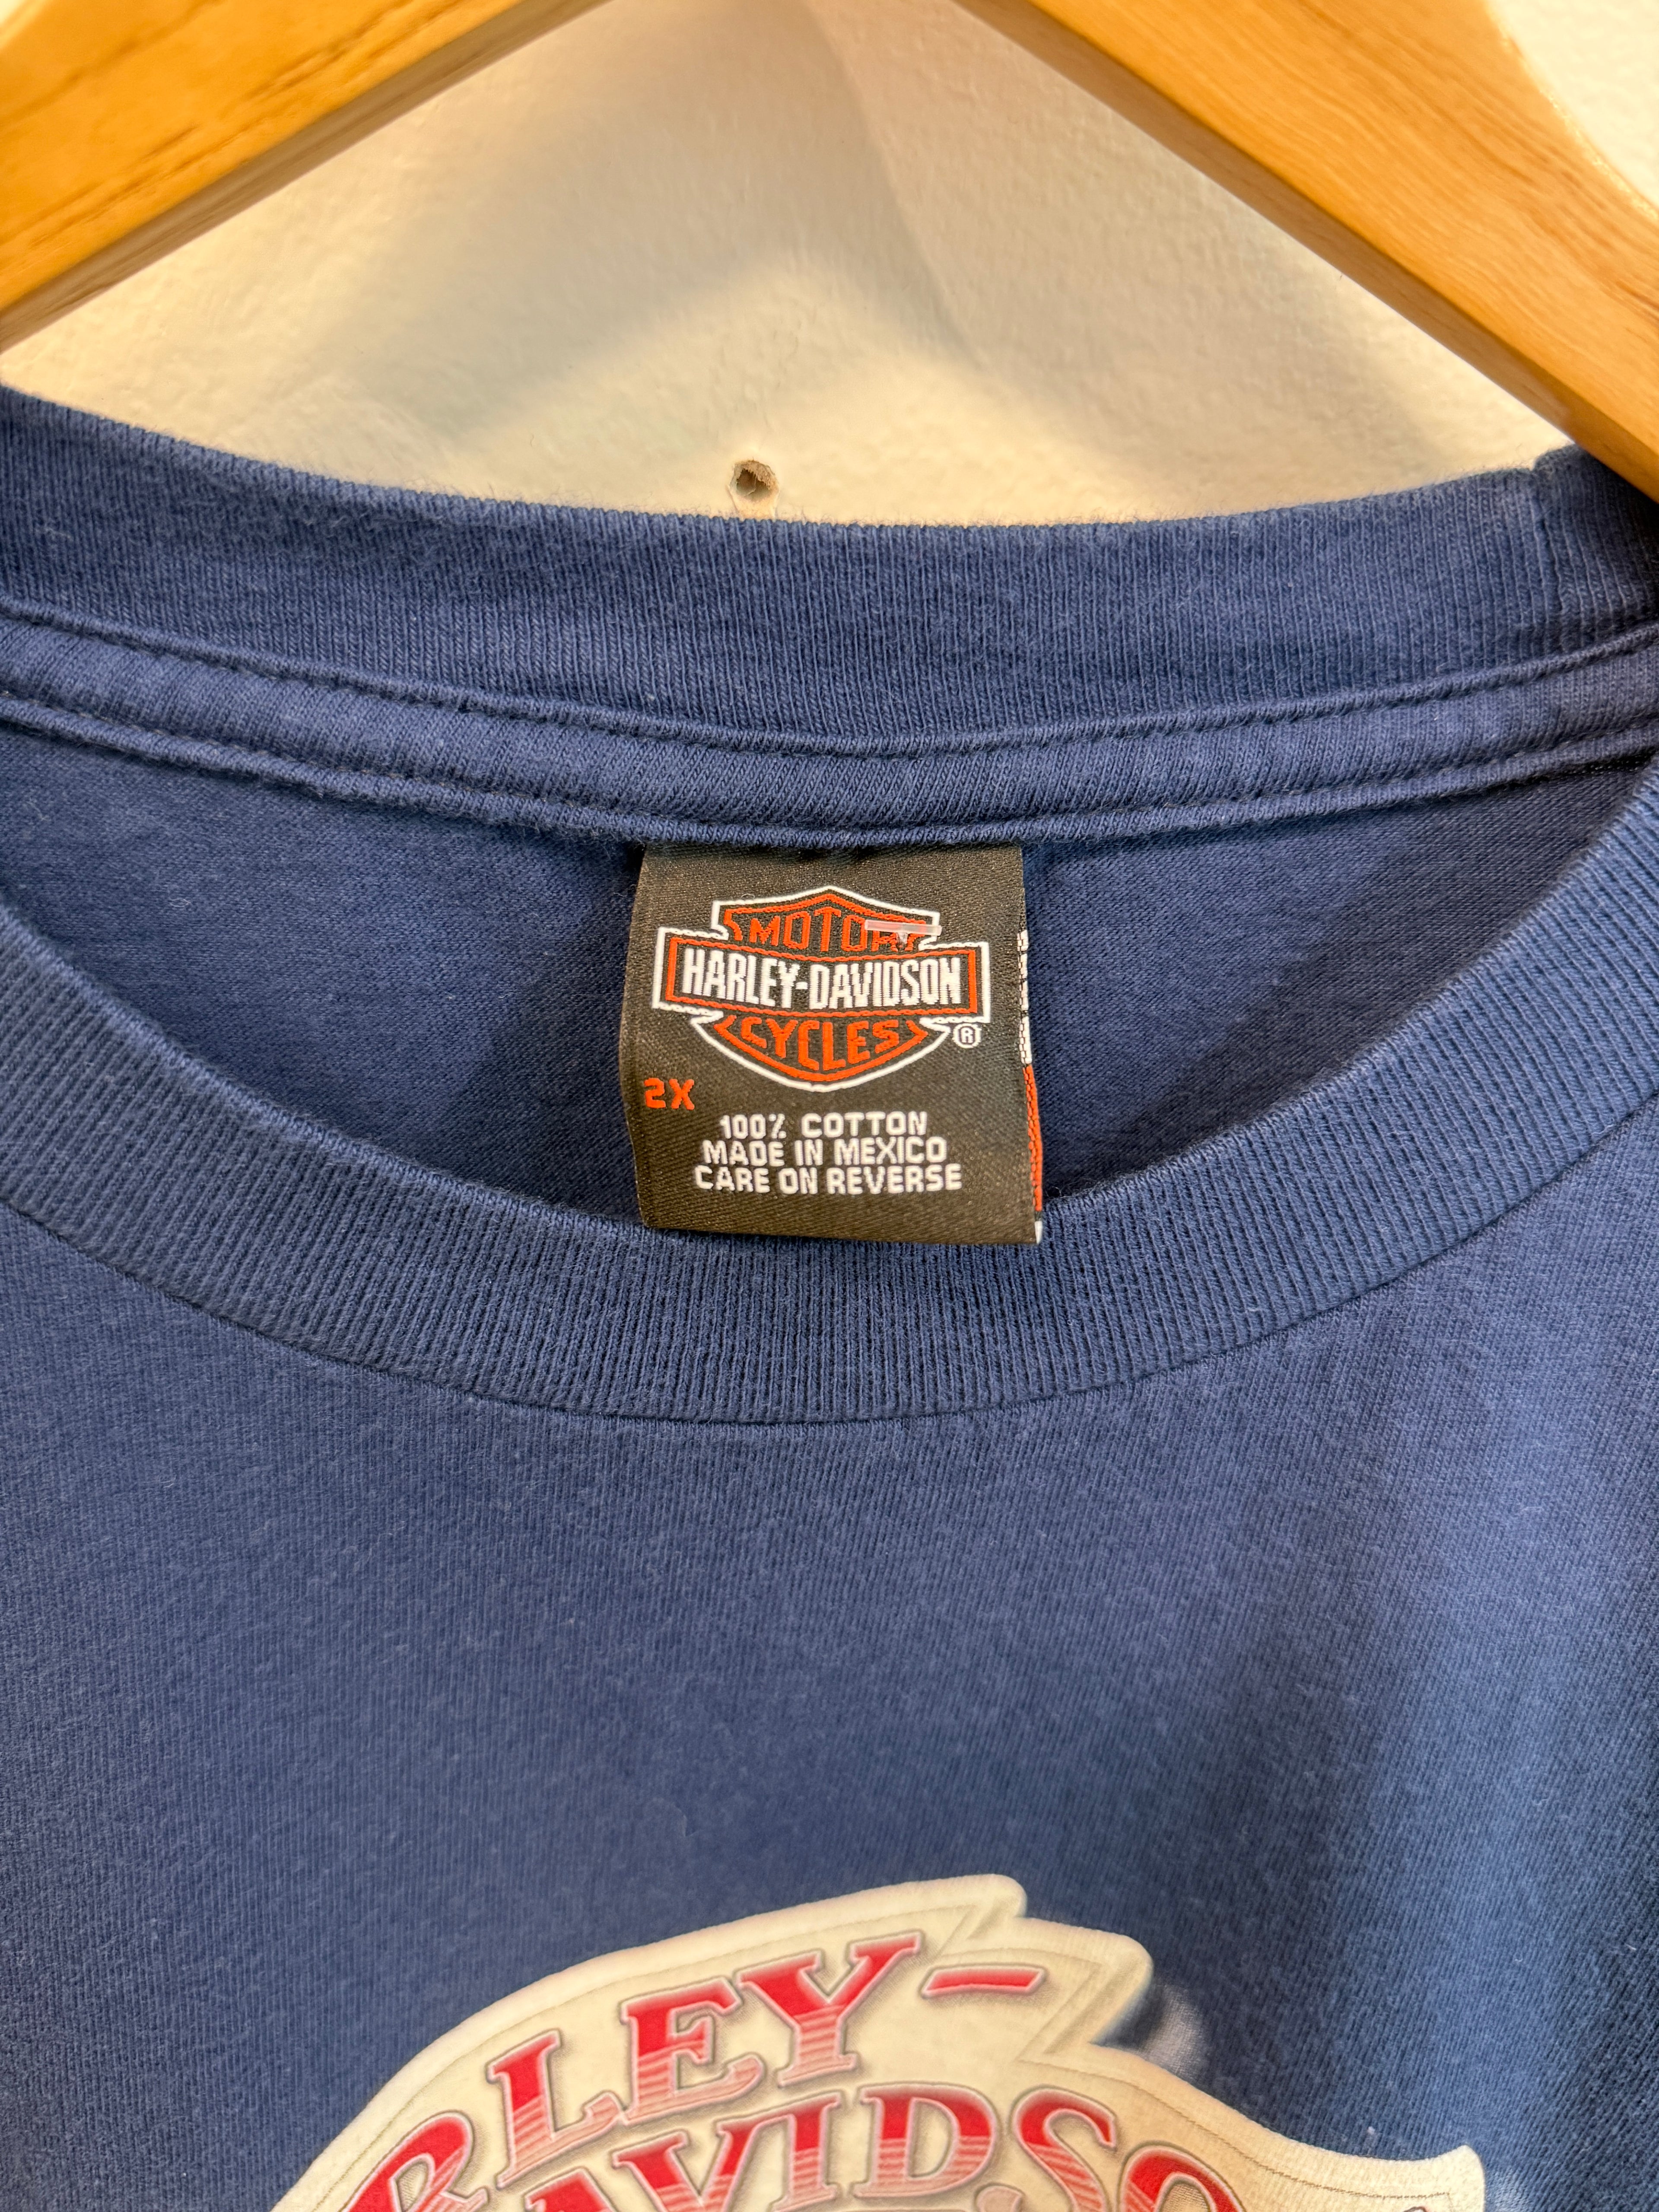 MOTOR
HARLEY-DAVIDSON
CYCLES
®
2X
100% COTTON
MADE IN MEXICO
CARE ON REVERSE
RLEY-
AVIDSO